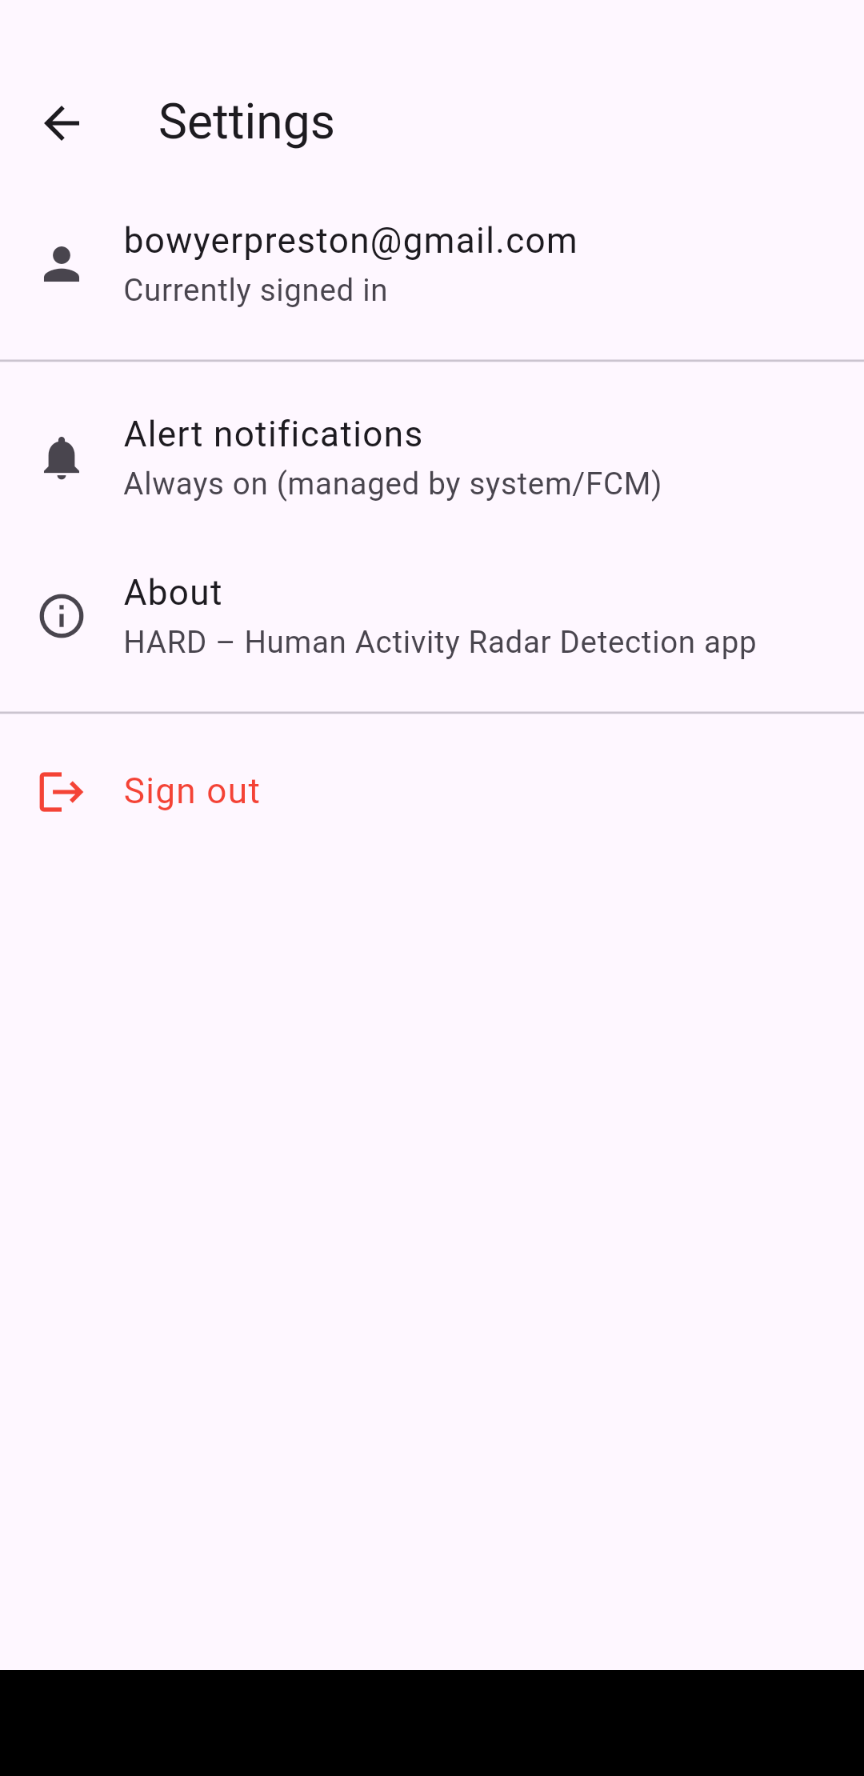 Settings
bowyerpreston@gmail.com
Currently signed in
Alert notifications
Always on (managed by system/FCM)
About
HARD – Human Activity Radar Detection app
Sign out